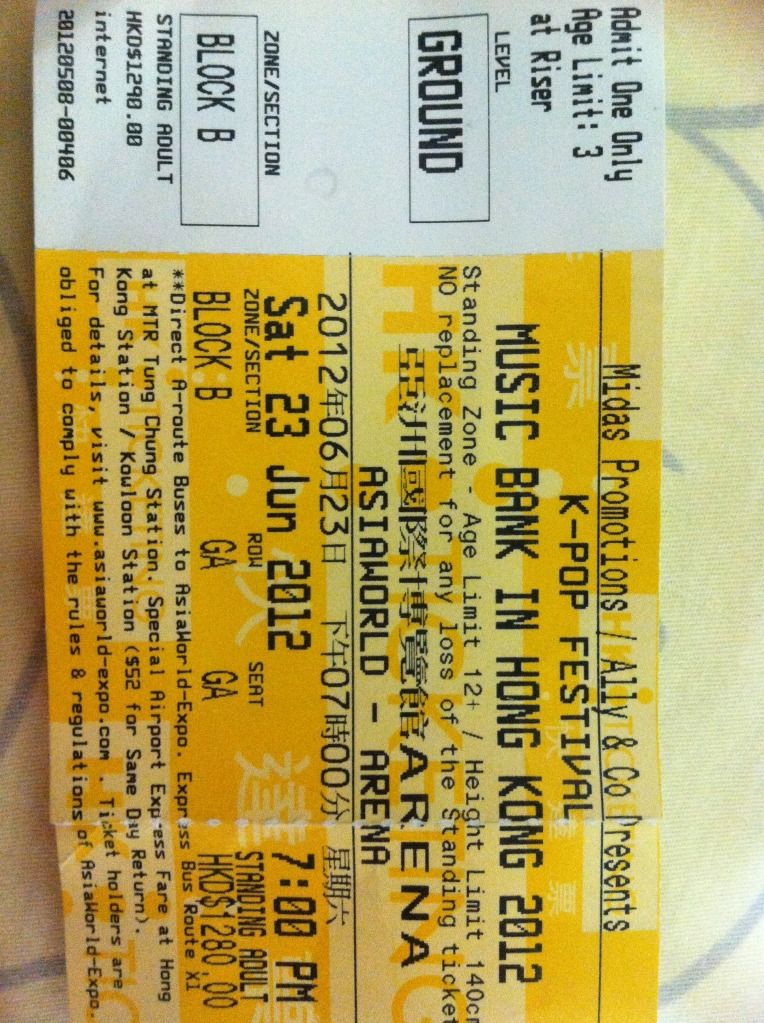 Admit One Only
Age Limit: 3
at Riser
LEVEL
GROUND
ZONE/SECTION
BLOCK B
STANDING ADULT
HKD$1280.00
internet
20120508-00406
Midas Promotions / Ally & Co Presents
K-POP FESTIVAL
MUSIC BANK IN HONG KONG 2012
Standing Zone - Age Limit 12+ / Height Limit 140cm
NO replacement for any loss of the Standing ticket
亞洲國際博覽館ARENA
ASIAWORLD - ARENA
2012年06月23日 下午07時00分 星期六
Sat 23 Jun 2012 7:00 PM
ZONE/SECTION ROW SEAT STANDING ADULT
BLOCK B GA GA HKD$1280.00
**Direct A-route Buses to AsiaWorld-Expo. Express Bus Route X1
at MTR Tung Chung Station. Special Airport Express Fare at Hong
Kong Station / Kowloon Station ($52 for Same Day Return).
For details, visit www.asiaworld-expo.com . Ticket holders are
obliged to comply with the rules & regulations of AsiaWorld-Expo.